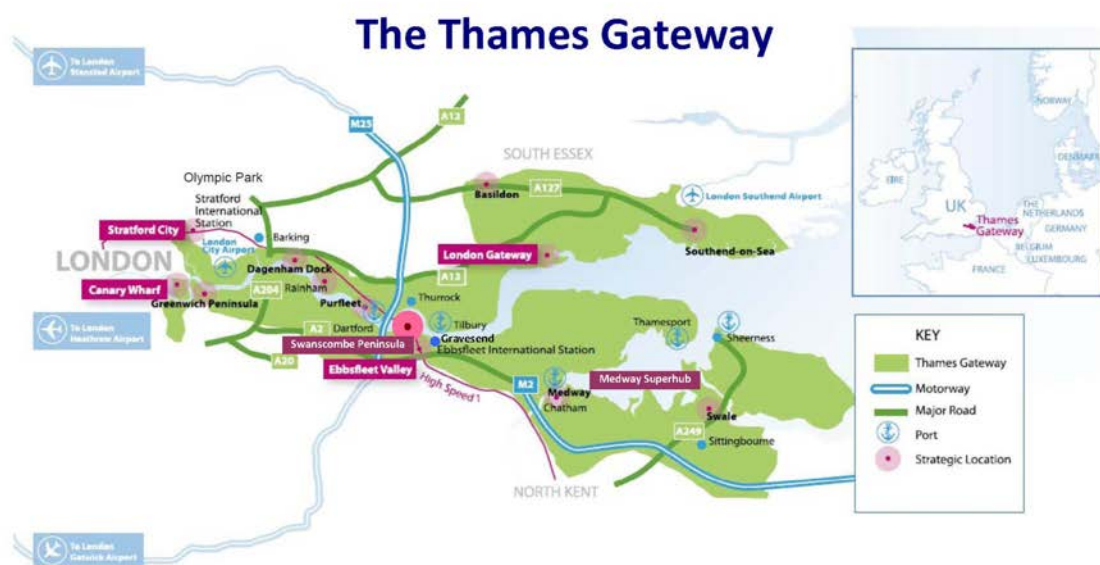 The Thames Gateway
To London
Stansted Airport
M25
A12
SOUTH ESSEX
Olympic Park
Stratford
International
Station
Stratford City
Barking
London
City Airport
LONDON
Canary Wharf
Greenwich Peninsula
Dagenham Dock
Rainham
A204
Purfleet
A13
Thurrock
Basildon
A127
London Southend Airport
London Gateway
Southend-on-Sea
To London
Heathrow Airport
A2
Dartford
Tilbury
Gravesend
Swanscombe Peninsula
Ebbsfleet International Station
A20
Ebbsfleet Valley
High Speed 1
M2
Medway
Chatham
Thamesport
Sheerness
Medway Superhub
Swale
A249
Sittingbourne
NORTH KENT
To London
Gatwick Airport
NORWAY
DENMARK
EIRE
UK
THE
NETHERLANDS
Thames
Gateway
GERMANY
BELGIUM
LUXEMBOURG
FRANCE
KEY
Thames Gateway
Motorway
Major Road
Port
Strategic Location